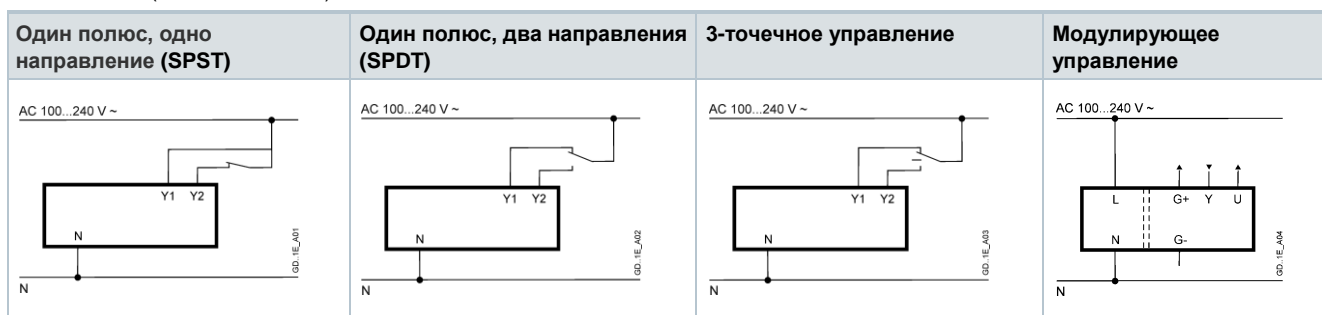 Один полюс, одно
направление (SPST)
Один полюс, два направления
(SPDT)
3-точечное управление
Модулирующее
управление
AC 100...240 V ~
Y1 Y2
N
N
GD..1E_A01
AC 100...240 V ~
Y1 Y2
N
N
GD..1E_A02
AC 100...240 V ~
Y1 Y2
N
N
GD..1E_A03
AC 100...240 V ~
L G+ Y U
N G-
N
GD..1E_A04